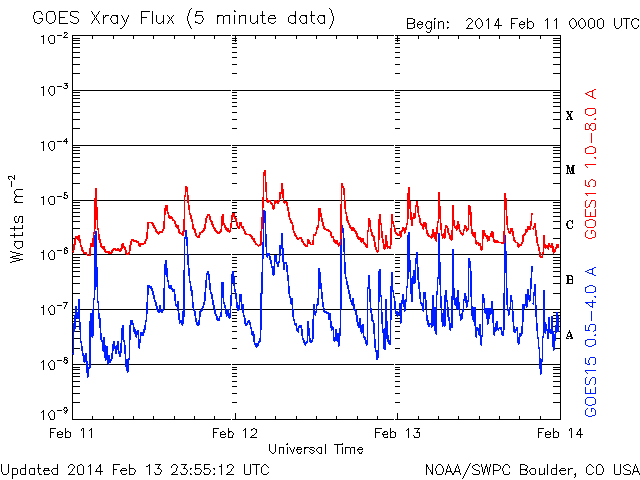 GOES Xray Flux (5 minute data)
Begin: 2014 Feb 11 0000 UTC
10-2
10-3
10-4
10-5
10-6
10-7
10-8
10-9
Watts m-2
X
M
C
B
A
GOES15 1.0-8.0 A
GOES15 0.5-4.0 A
Feb 11
Feb 12
Feb 13
Feb 14
Universal Time
Updated 2014 Feb 13 23:55:12 UTC
NOAA/SWPC Boulder, CO USA